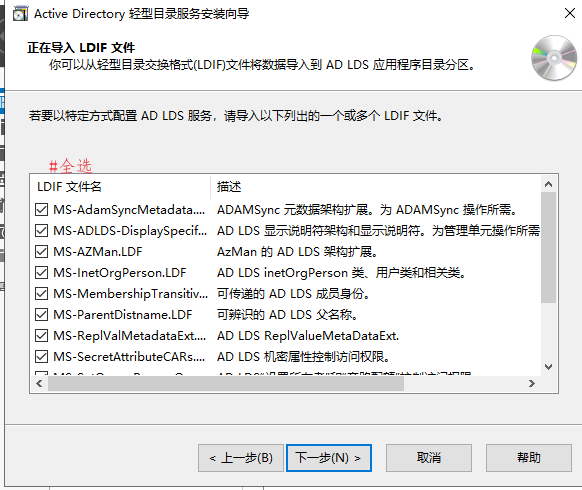 Active Directory 轻型目录服务安装向导
正在导入 LDIF 文件
你可以从轻型目录交换格式(LDIF)文件将数据导入到 AD LDS 应用程序目录分区。
若要以特定方式配置 AD LDS 服务，请导入以下列出的一个或多个 LDIF 文件。
#全选
LDIF 文件名 描述
MS-AdamSyncMetadata.... ADAMSync 元数据架构扩展。为 ADAMSync 操作所需。
MS-ADLDS-DisplaySpecif... AD LDS 显示说明符架构和显示说明符。为管理单元操作所需
MS-AZMan.LDF AzMan 的 AD LDS 架构扩展。
MS-InetOrgPerson.LDF AD LDS inetOrgPerson 类、用户类和相关类。
MS-MembershipTransitiv... 可传递的 AD LDS 成员身份。
MS-ParentDistname.LDF 可辨识的 AD LDS 父名称。
MS-ReplValMetadataExt.... AD LDS ReplValueMetaDataExt.
MS-SecretAttributeCARs.... AD LDS 机密属性控制访问权限。
< 上一步(B) 下一步(N) > 取消 帮助